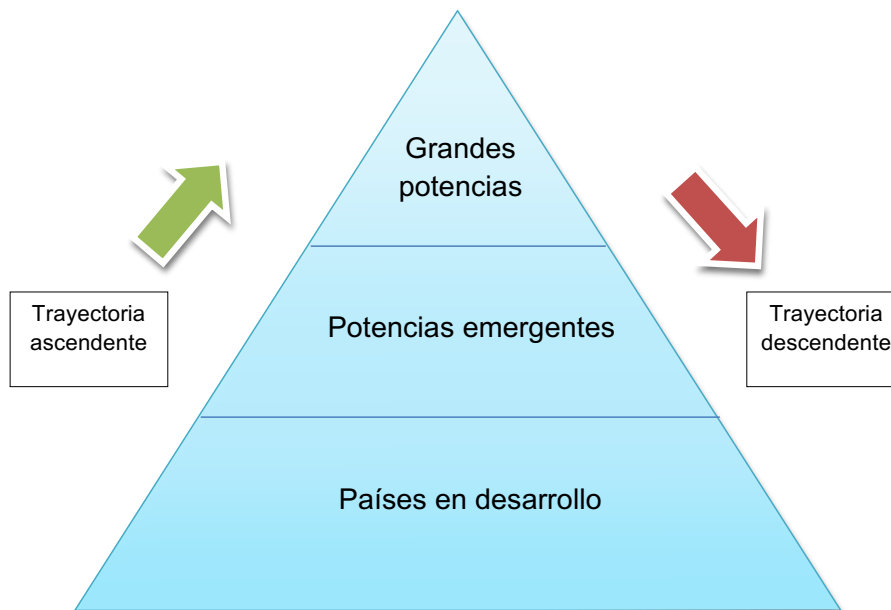 Grandes
potencias
Trayectoria
ascendente
Potencias emergentes
Trayectoria
descendente
Países en desarrollo